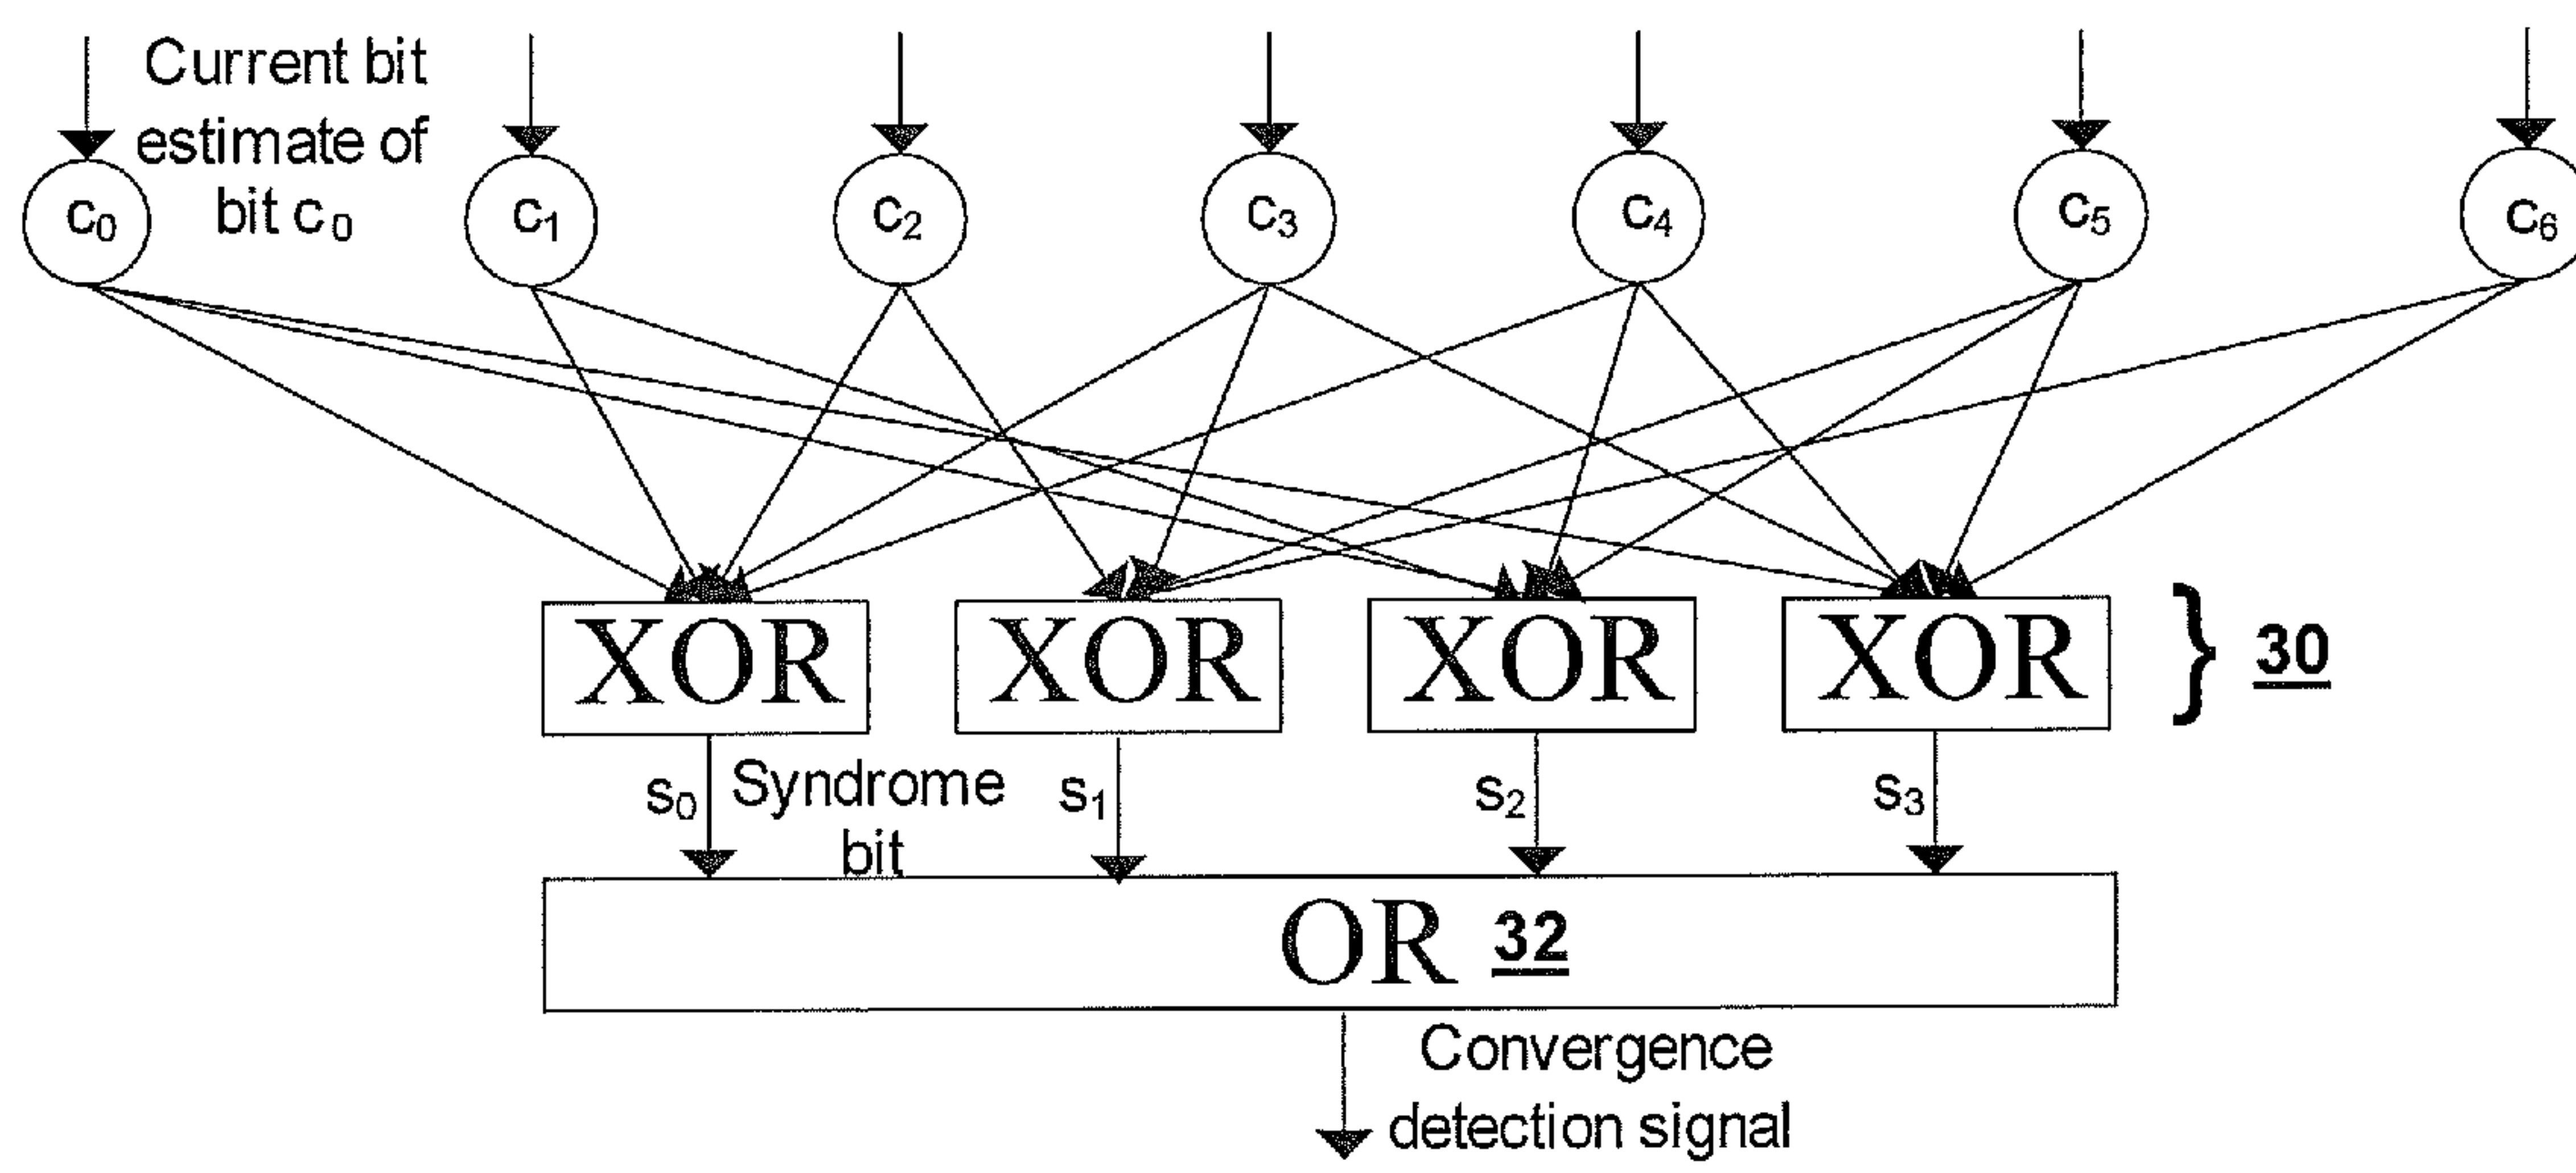 Current bit
estimate of
bit c₀
c₀ c₁ c₂ c₃ c₄ c₅ c₆
XOR XOR XOR XOR } 30
s₀ Syndrome
bit
s₁ s₂ s₃
OR 32
Convergence
detection signal